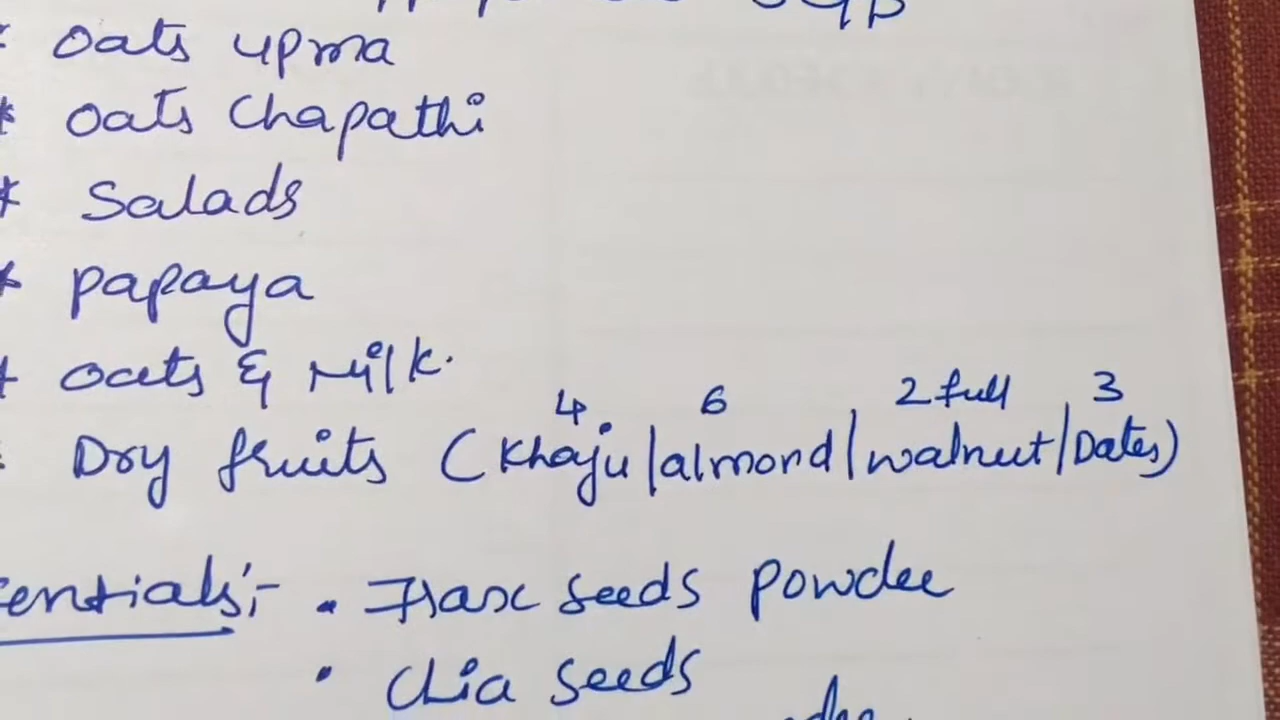 * Oats upma
* Oats Chapathi
* Salads
* Papaya
* Oats & Milk.
4 6 2 full 3
* Dry fruits (Khaju/almond/walnut/Dates)
entials:- • Flax Seeds Powder
• Chia Seeds